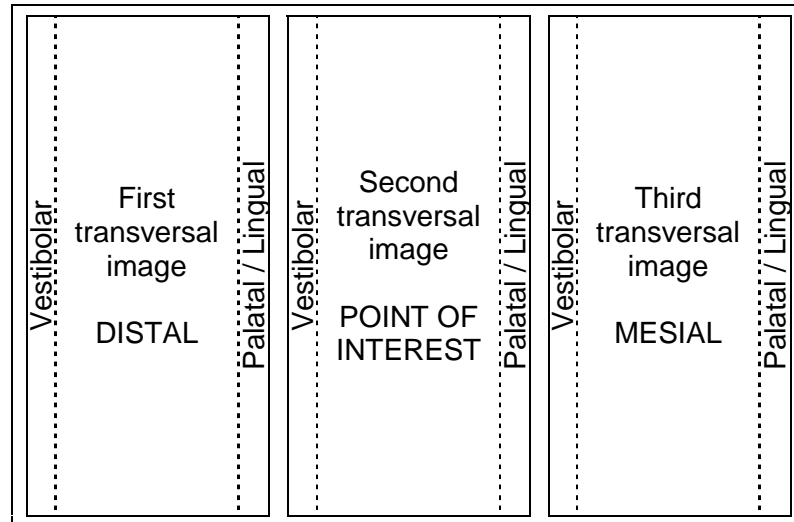 Vestibolar
First
transversal
image
DISTAL
Palatal / Lingual
Vestibolar
Second
transversal
image
POINT OF
INTEREST
Palatal / Lingual
Vestibolar
Third
transversal
image
MESIAL
Palatal / Lingual